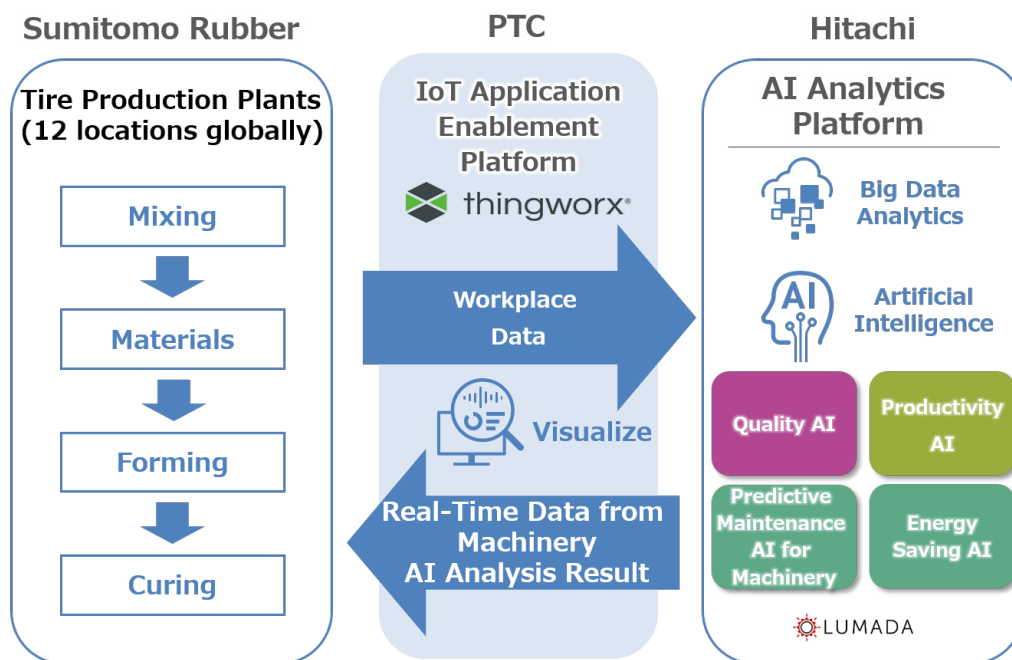 Sumitomo Rubber
Tire Production Plants
(12 locations globally)
Mixing
Materials
Forming
Curing
PTC
IoT Application
Enablement
Platform
thingworx®
Workplace
Data
Visualize
Real-Time Data from
Machinery
AI Analysis Result
Hitachi
AI Analytics
Platform
Big Data
Analytics
AI
Artificial
Intelligence
Quality AI
Productivity
AI
Predictive
Maintenance
AI for
Machinery
Energy
Saving AI
LUMADA